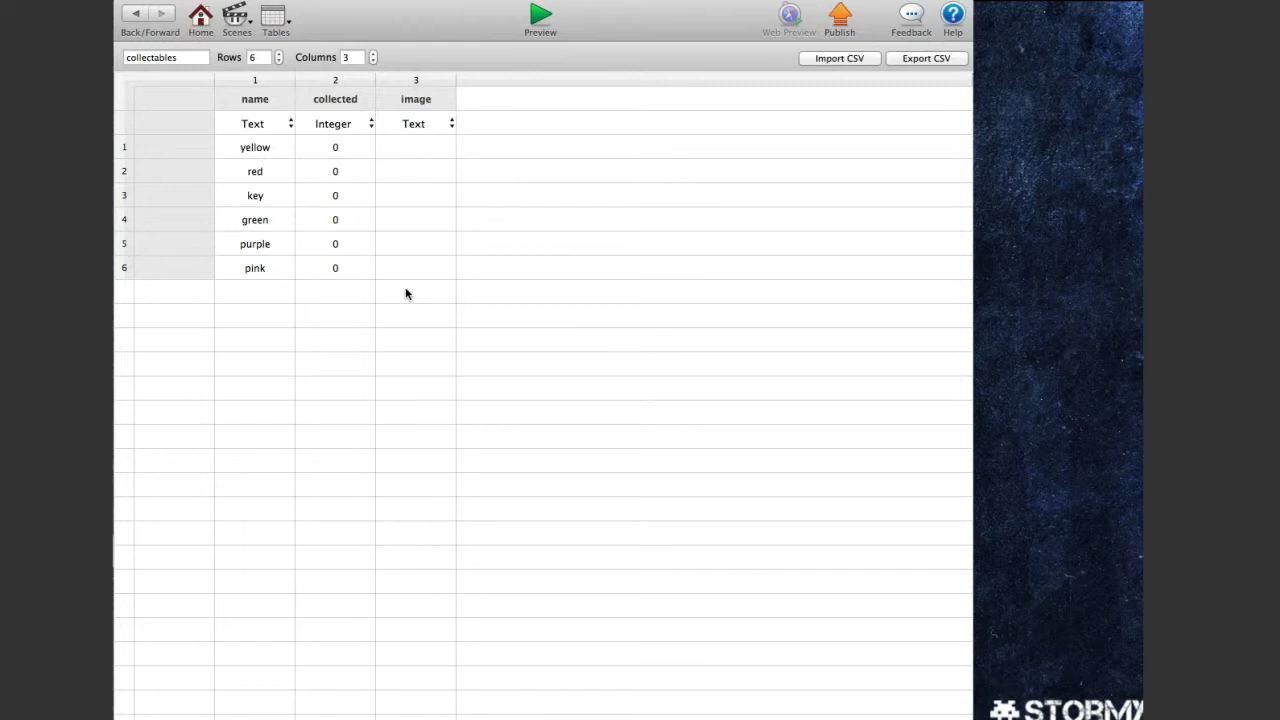 Back/Forward Home Scenes Tables Preview Web Preview Publish Feedback Help
collectables Rows 6 Columns 3 Import CSV Export CSV
1 2 3
name collected image
Text Integer Text
1 yellow 0
2 red 0
3 key 0
4 green 0
5 purple 0
6 pink 0